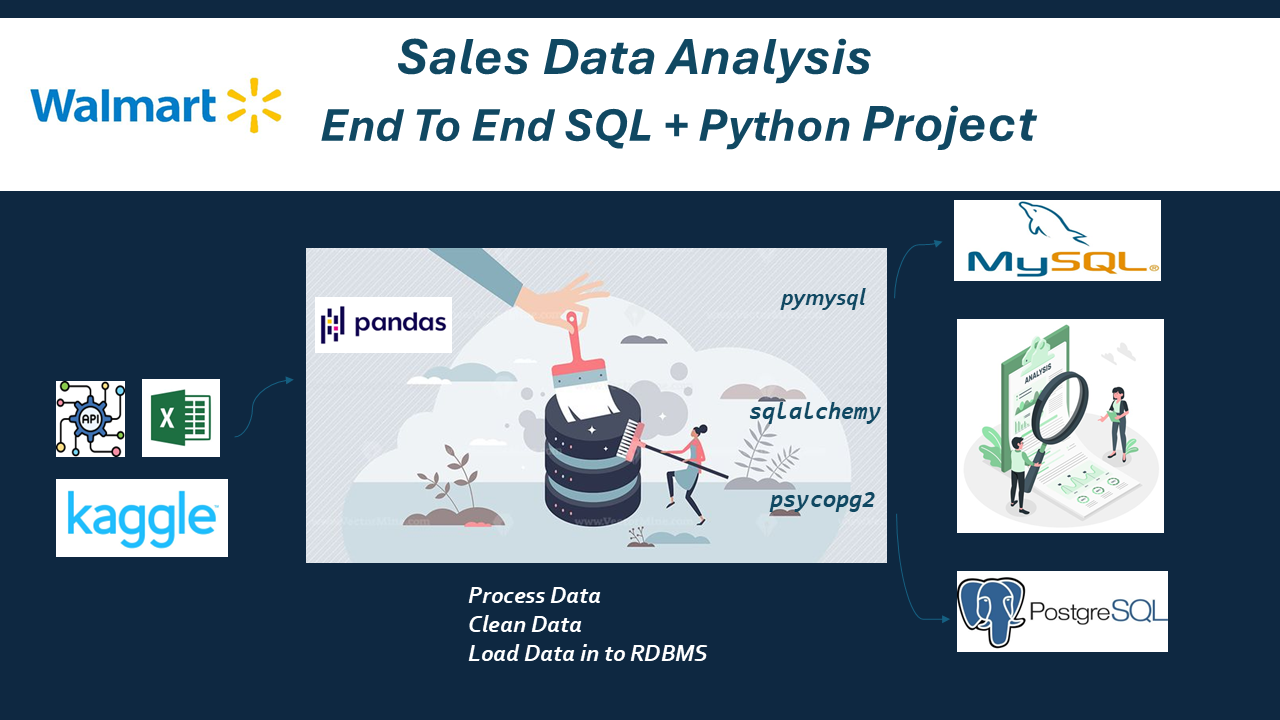 Sales Data Analysis
Walmart
End To End SQL + Python Project
MySQL®
pymysql
pandas
ANALYSIS
API
X
sqlalchemy
kaggle
psycopg2
Process Data
Clean Data
Load Data in to RDBMS
PostgreSQL